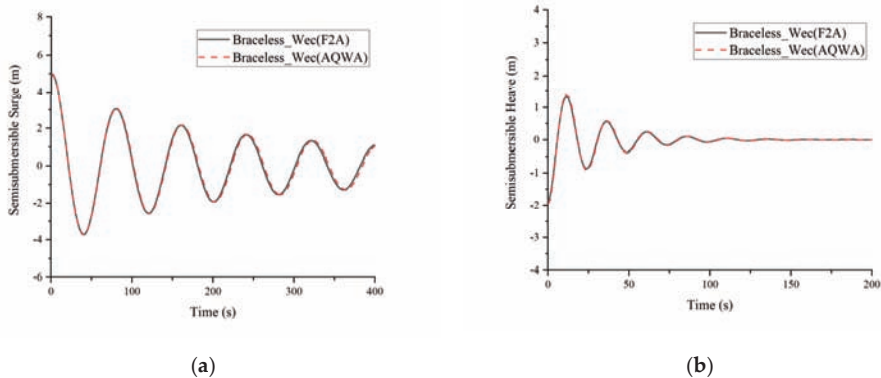 Braceless_Wec(F2A)
Braceless_Wec(AQWA)
Semisubmersible Surge (m)
8
6
4
2
0
-2
-4
-6
0
100
200
300
400
Time (s)
(a)
Braceless_Wec(F2A)
Braceless_Wec(AQWA)
Semisubmersible Heave (m)
4
3
2
1
0
-1
-2
-3
-4
0
50
100
150
200
Time (s)
(b)